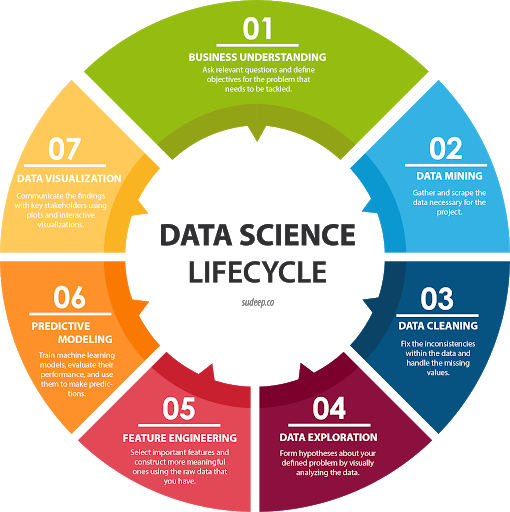 01
BUSINESS UNDERSTANDING
Ask relevant questions and define
objectives for the problem that
needs to be tackled.
02
DATA MINING
Gather and scrape the
data necessary for the
project.
03
DATA CLEANING
Fix the inconsistencies
within the data and
handle the missing
values.
04
DATA EXPLORATION
Form hypotheses about your
defined problem by visually
analyzing the data.
05
FEATURE ENGINEERING
Select important features and
construct more meaningful
ones using the raw data that
you have.
06
PREDICTIVE
MODELING
Train machine learning
models, evaluate their
performance, and use
them to make predic-
tions.
07
DATA VISUALIZATION
Communicate the findings
with key stakeholders using
plots and interactive
visualizations.
DATA SCIENCE
LIFECYCLE
sudeep.co